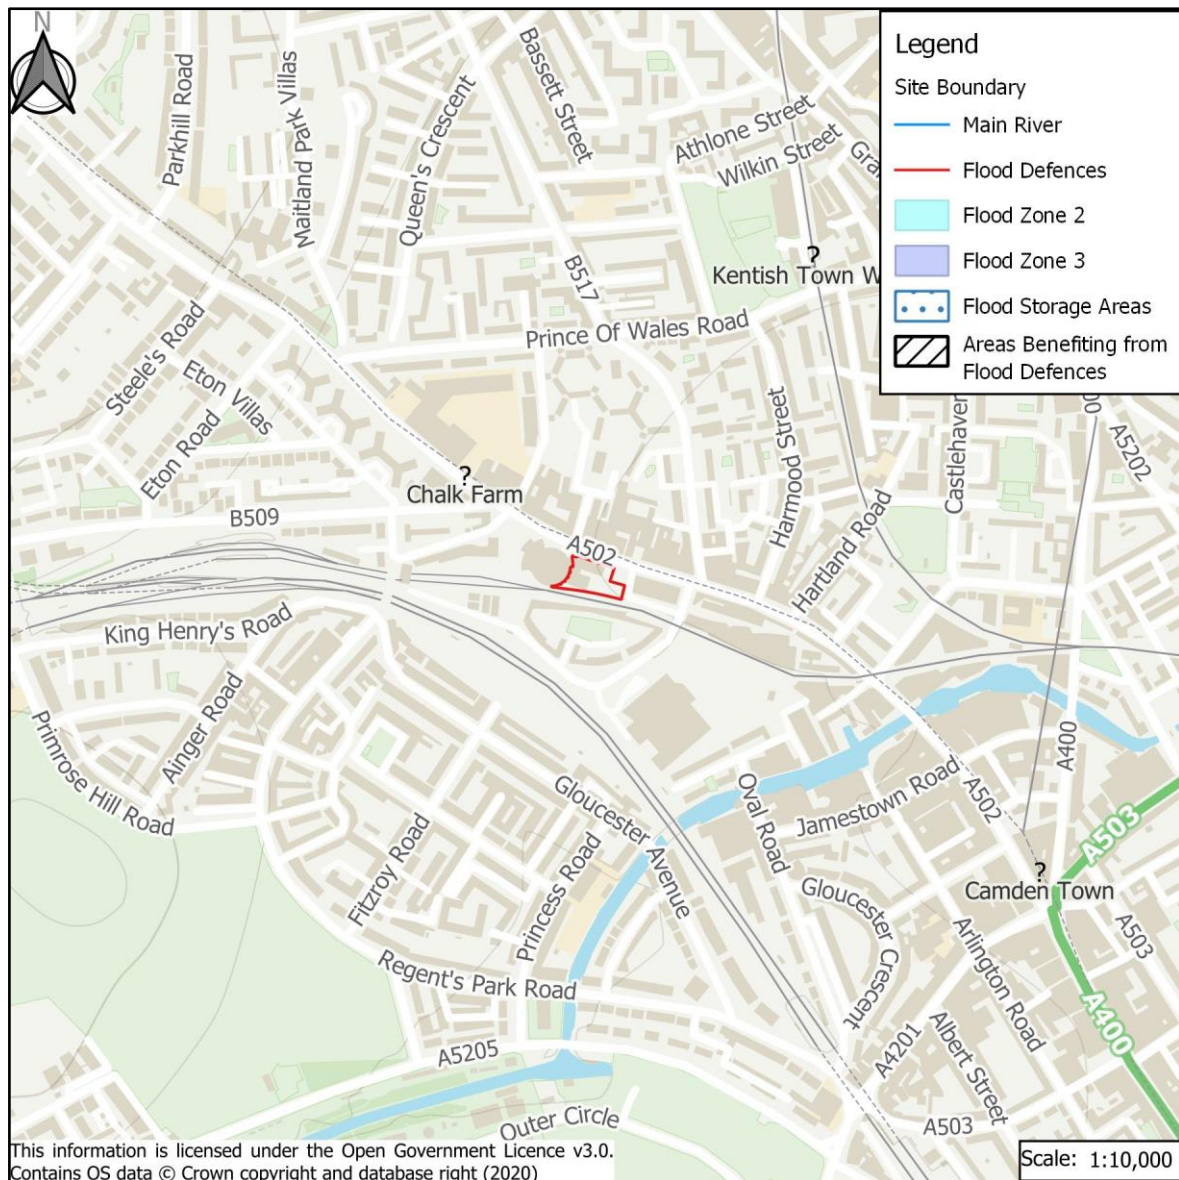 N
Legend
Site Boundary
Main River
Flood Defences
Flood Zone 2
Flood Zone 3
Flood Storage Areas
Areas Benefiting from
Flood Defences
Parkhill Road
Maitland Park Villas
Queen's Crescent
Bassett Street
Athlone Street
Wilkin Street
Gra
B517
?
Kentish Town W
Prince Of Wales Road
Steele's Road
Eton Villas
Eton Road
Harmood Street
Castlehaven
00
A5202
?
Chalk Farm
B509
A502
Hartland Road
King Henry's Road
Ainger Road
Primrose Hill Road
Fitzroy Road
Gloucester Avenue
Princess Road
Oval Road
Jamestown Road
A502
A400
A503
?
Camden Town
Gloucester Crescent
Arlington Road
A503
Regent's Park Road
A5205
A4201
Albert Street
A400
Outer Circle
A503
This information is licensed under the Open Government Licence v3.0.
Contains OS data © Crown copyright and database right (2020)
Scale: 1:10,000